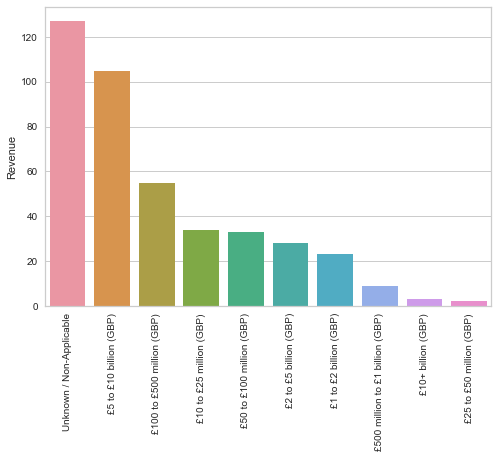 Revenue
120
100
80
60
40
20
0
Unknown / Non-Applicable
£5 to £10 billion (GBP)
£100 to £500 million (GBP)
£10 to £25 million (GBP)
£50 to £100 million (GBP)
£2 to £5 billion (GBP)
£1 to £2 billion (GBP)
£500 million to £1 billion (GBP)
£10+ billion (GBP)
£25 to £50 million (GBP)